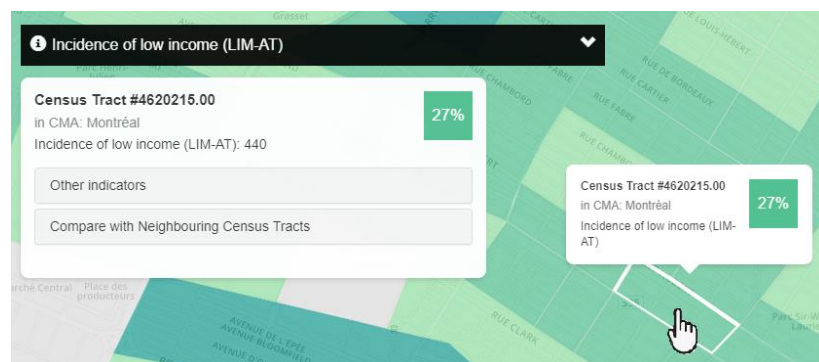 Grasset
Incidence of low income (LIM-AT)
RUE LOUIS-HÉBERT
RUE DE BORDEAUX
RUE CARTIER
RUE FABRE
RUE CHAMBORD
Census Tract #4620215.00
in CMA: Montréal
Incidence of low income (LIM-AT): 440
27%
Other indicators
Compare with Neighbouring Census Tracts
Census Tract #4620215.00
in CMA: Montréal
Incidence of low income (LIM-
AT)
27%
Place des
producteurs
AVENUE DE L'ÉPÉE
AVENUE BLOOMFIELD
RUE CLARK